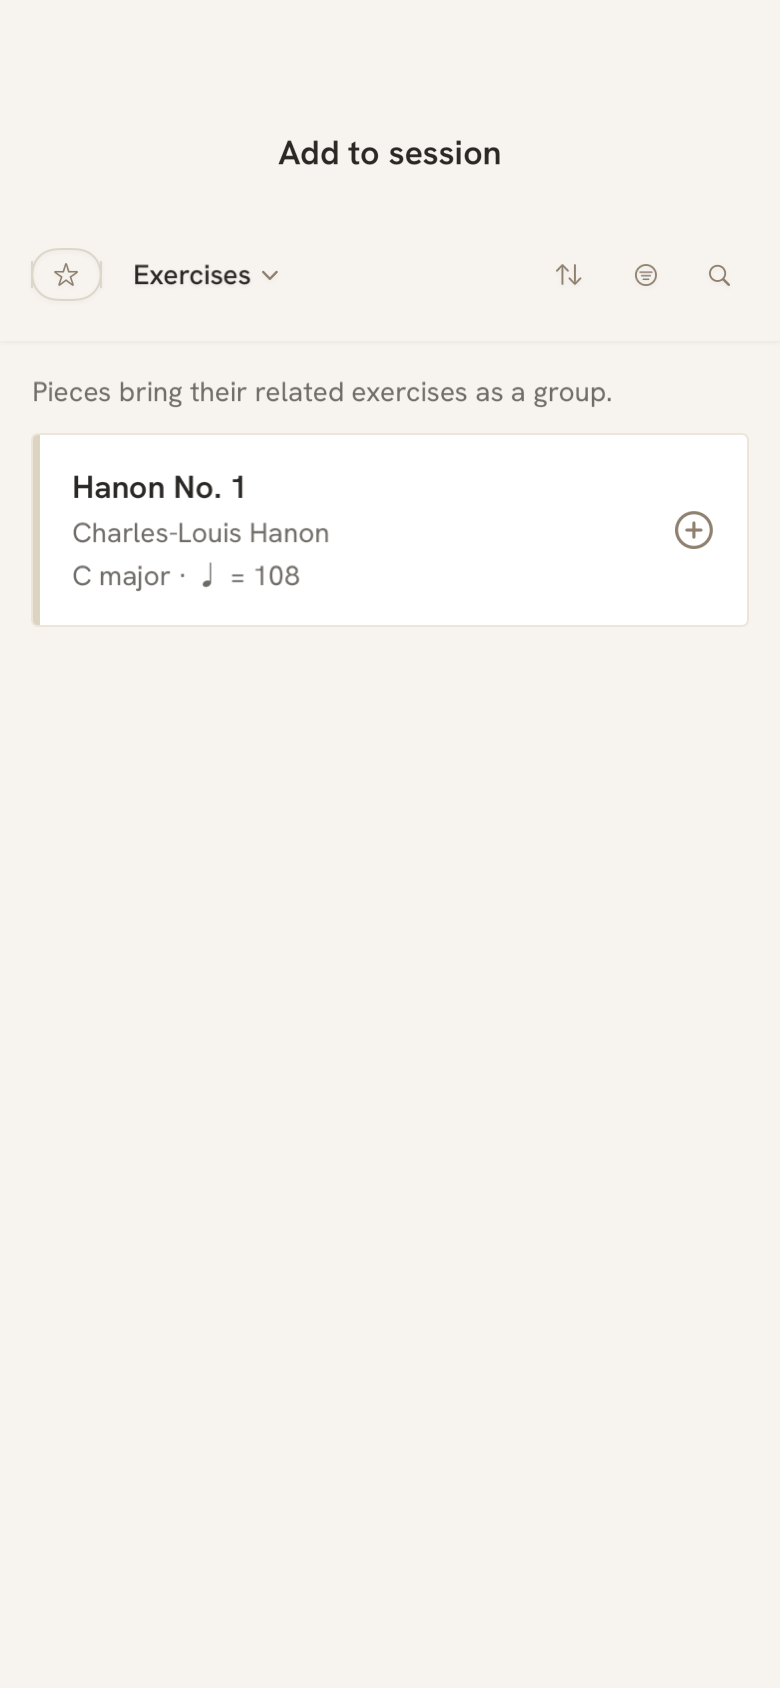 Add to session
Exercises
Pieces bring their related exercises as a group.
Hanon No. 1
Charles-Louis Hanon
C major · ♩ = 108